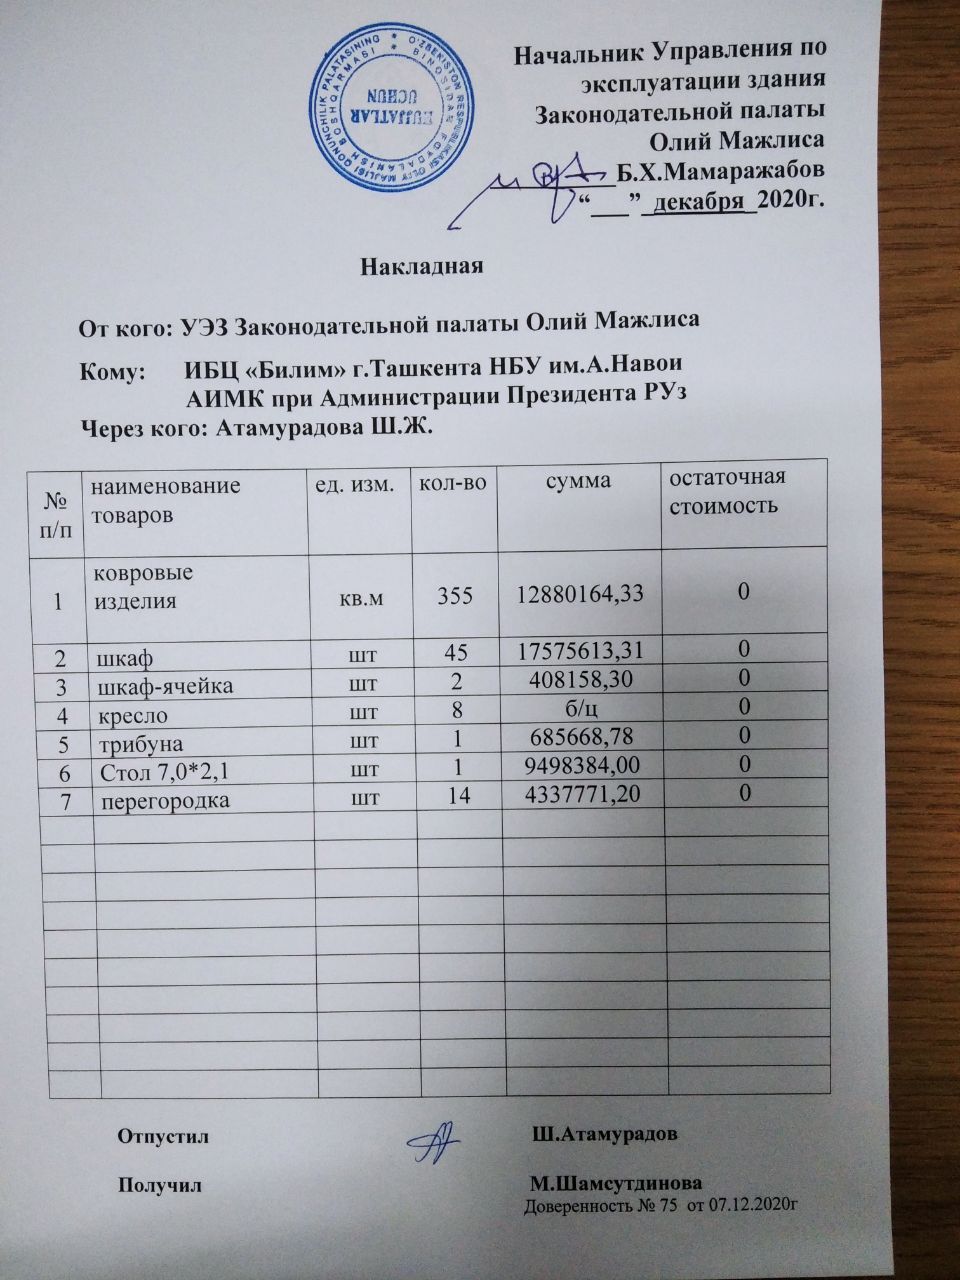 Начальник Управления по
эксплуатации здания
Законодательной палаты
Олий Мажлиса
__________Б.Х.Мамаражабов
“___”_декабря_2020г.
O'ZBEKISTON RESPUBLIKASI OLIY MAJLISI QONUNCHILIK PALATASINING
BINOSIDAN FOYDALANISH BOSHQARMASI
HUJJATLAR
UCHUN
Накладная
От кого: УЭЗ Законодательной палаты Олий Мажлиса
Кому: ИБЦ «Билим» г.Ташкента НБУ им.А.Навои
АИМК при Администрации Президента РУз
Через кого: Атамурадова Ш.Ж.
№ п/п наименование товаров ед. изм. кол-во сумма остаточная стоимость
1 ковровые изделия кв.м 355 12880164,33 0
2 шкаф шт 45 17575613,31 0
3 шкаф-ячейка шт 2 408158,30 0
4 кресло шт 8 б/ц 0
5 трибуна шт 1 685668,78 0
6 Стол 7,0*2,1 шт 1 9498384,00 0
7 перегородка шт 14 4337771,20 0
Отпустил Ш.Атамурадов
Получил М.Шамсутдинова
Доверенность № 75 от 07.12.2020г